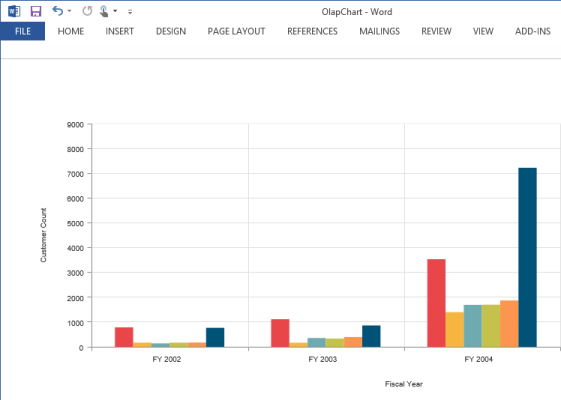 OlapChart - Word
FILE HOME INSERT DESIGN PAGE LAYOUT REFERENCES MAILINGS REVIEW VIEW ADD-INS
9000
8000
7000
6000
5000
4000
3000
2000
1000
0
Customer Count
FY 2002 FY 2003 FY 2004
Fiscal Year